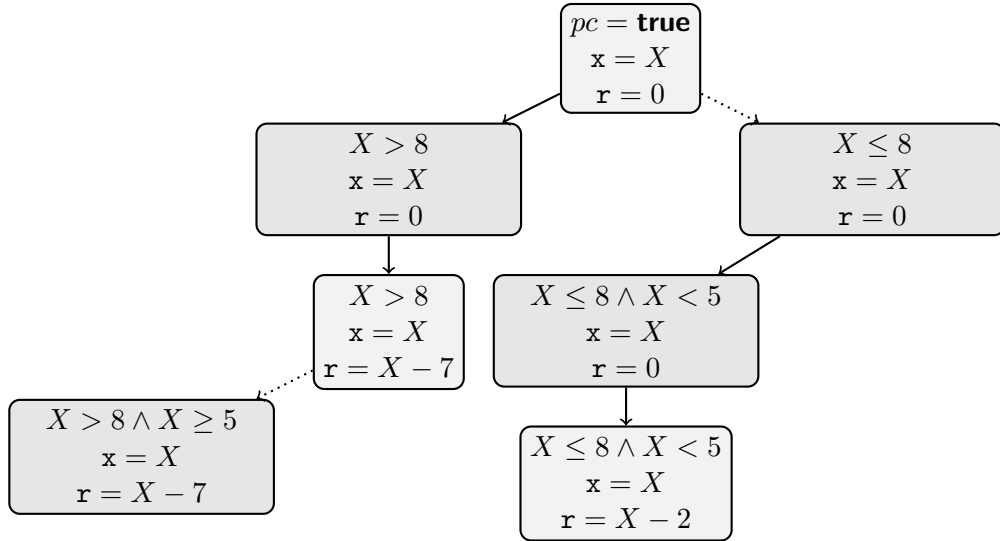 pc = true
x = X
r = 0
X > 8
x = X
r = 0
X ≤ 8
x = X
r = 0
X > 8
x = X
r = X − 7
X ≤ 8 ∧ X < 5
x = X
r = 0
X > 8 ∧ X ≥ 5
x = X
r = X − 7
X ≤ 8 ∧ X < 5
x = X
r = X − 2